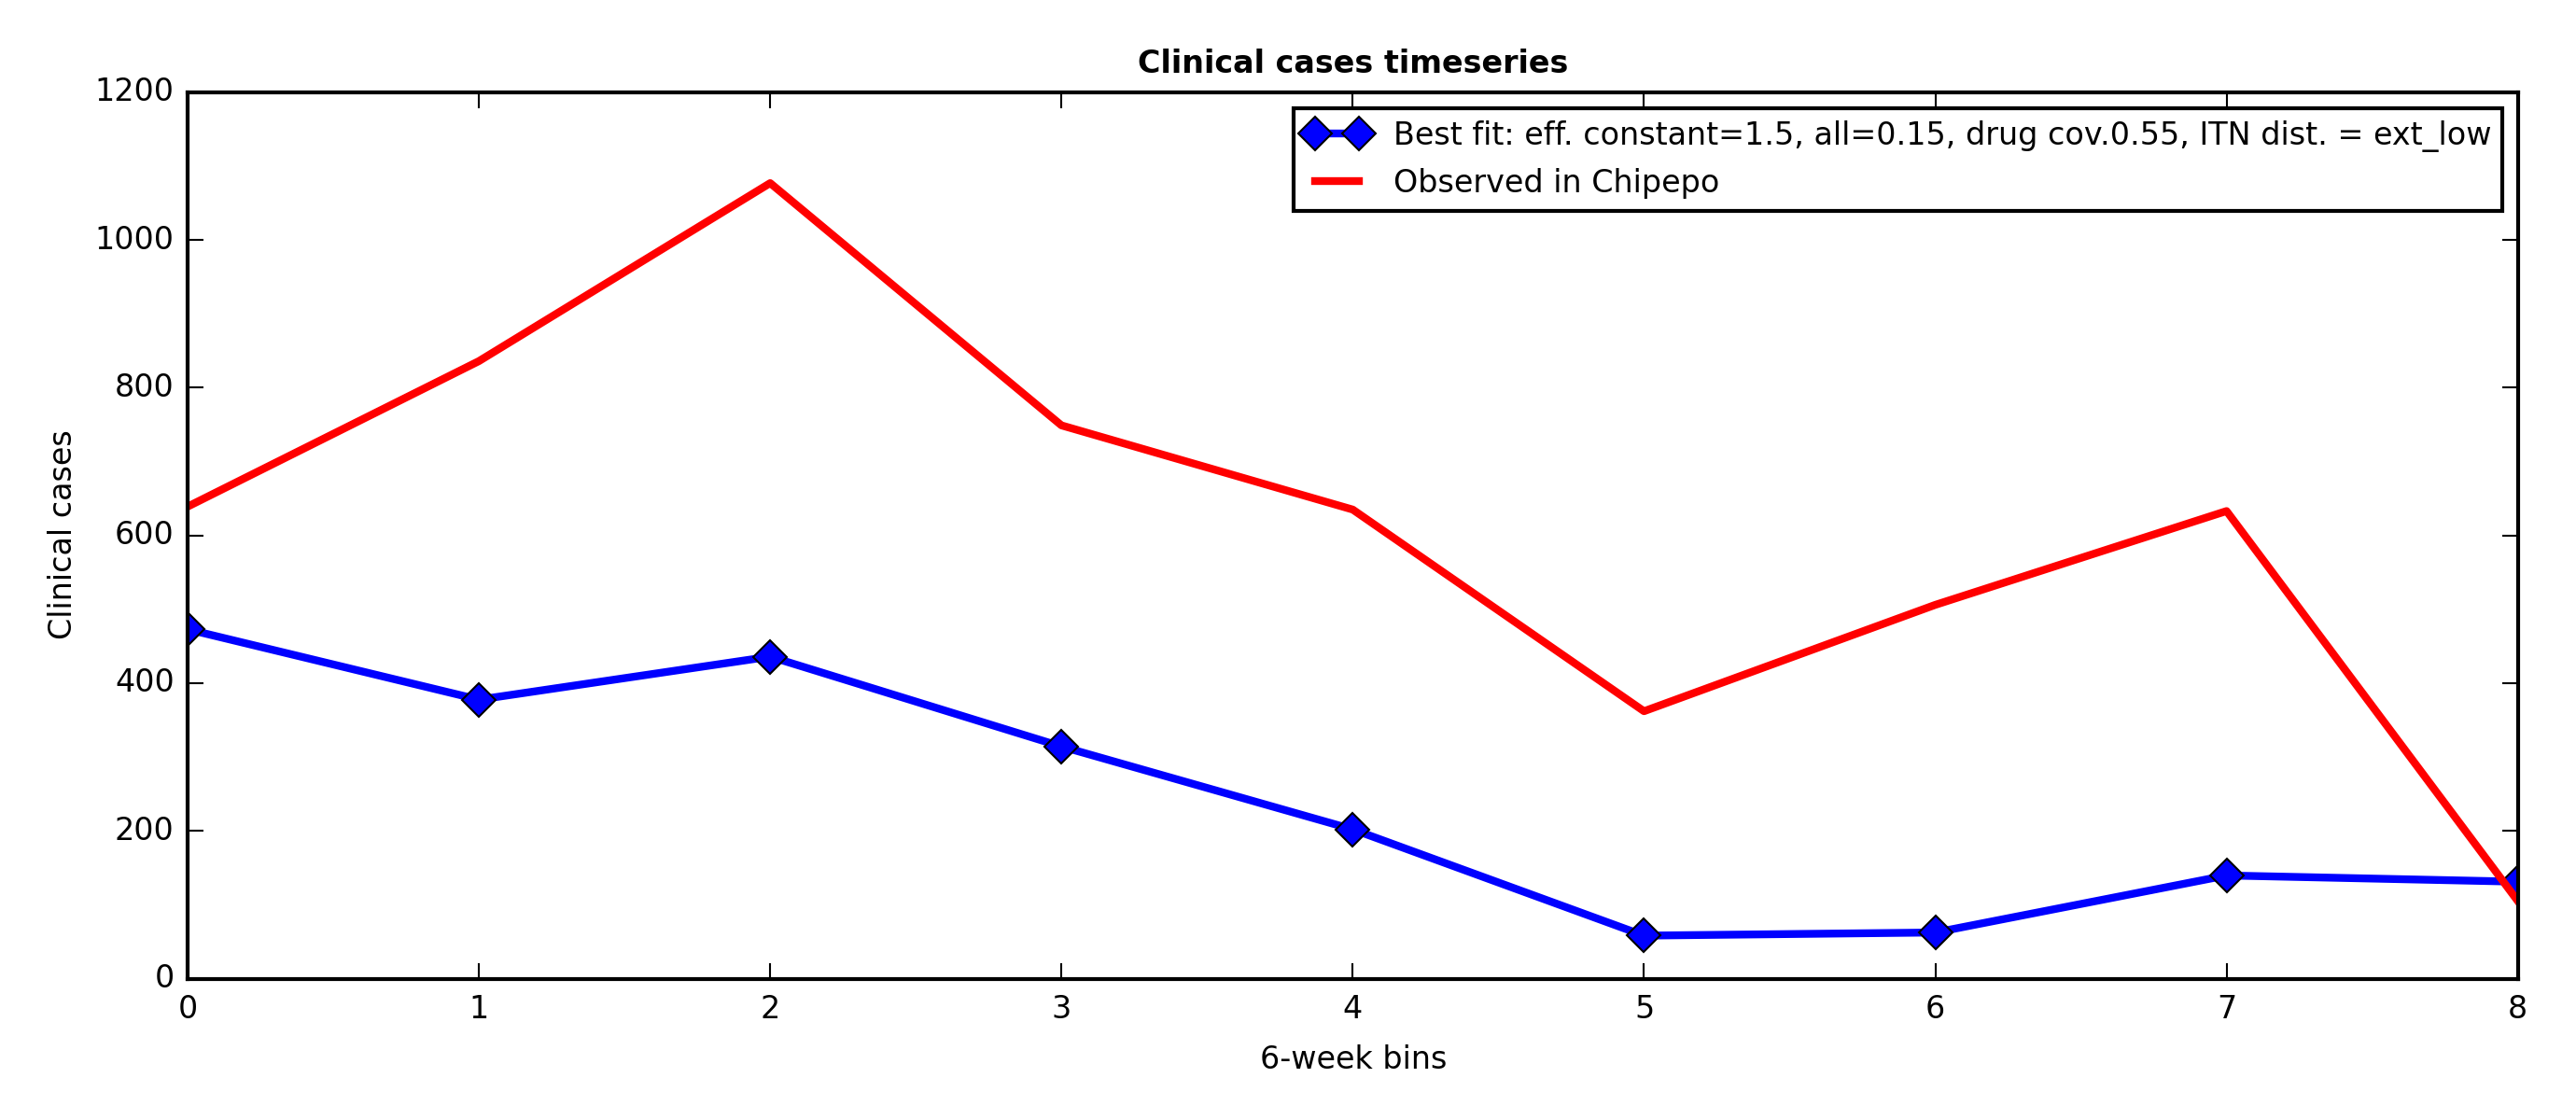 Clinical cases timeseries
1200
1000
800
600
400
200
0
Clinical cases
Best fit: eff. constant=1.5, all=0.15, drug cov.0.55, ITN dist. = ext_low
Observed in Chipepo
0 1 2 3 4 5 6 7 8
6-week bins